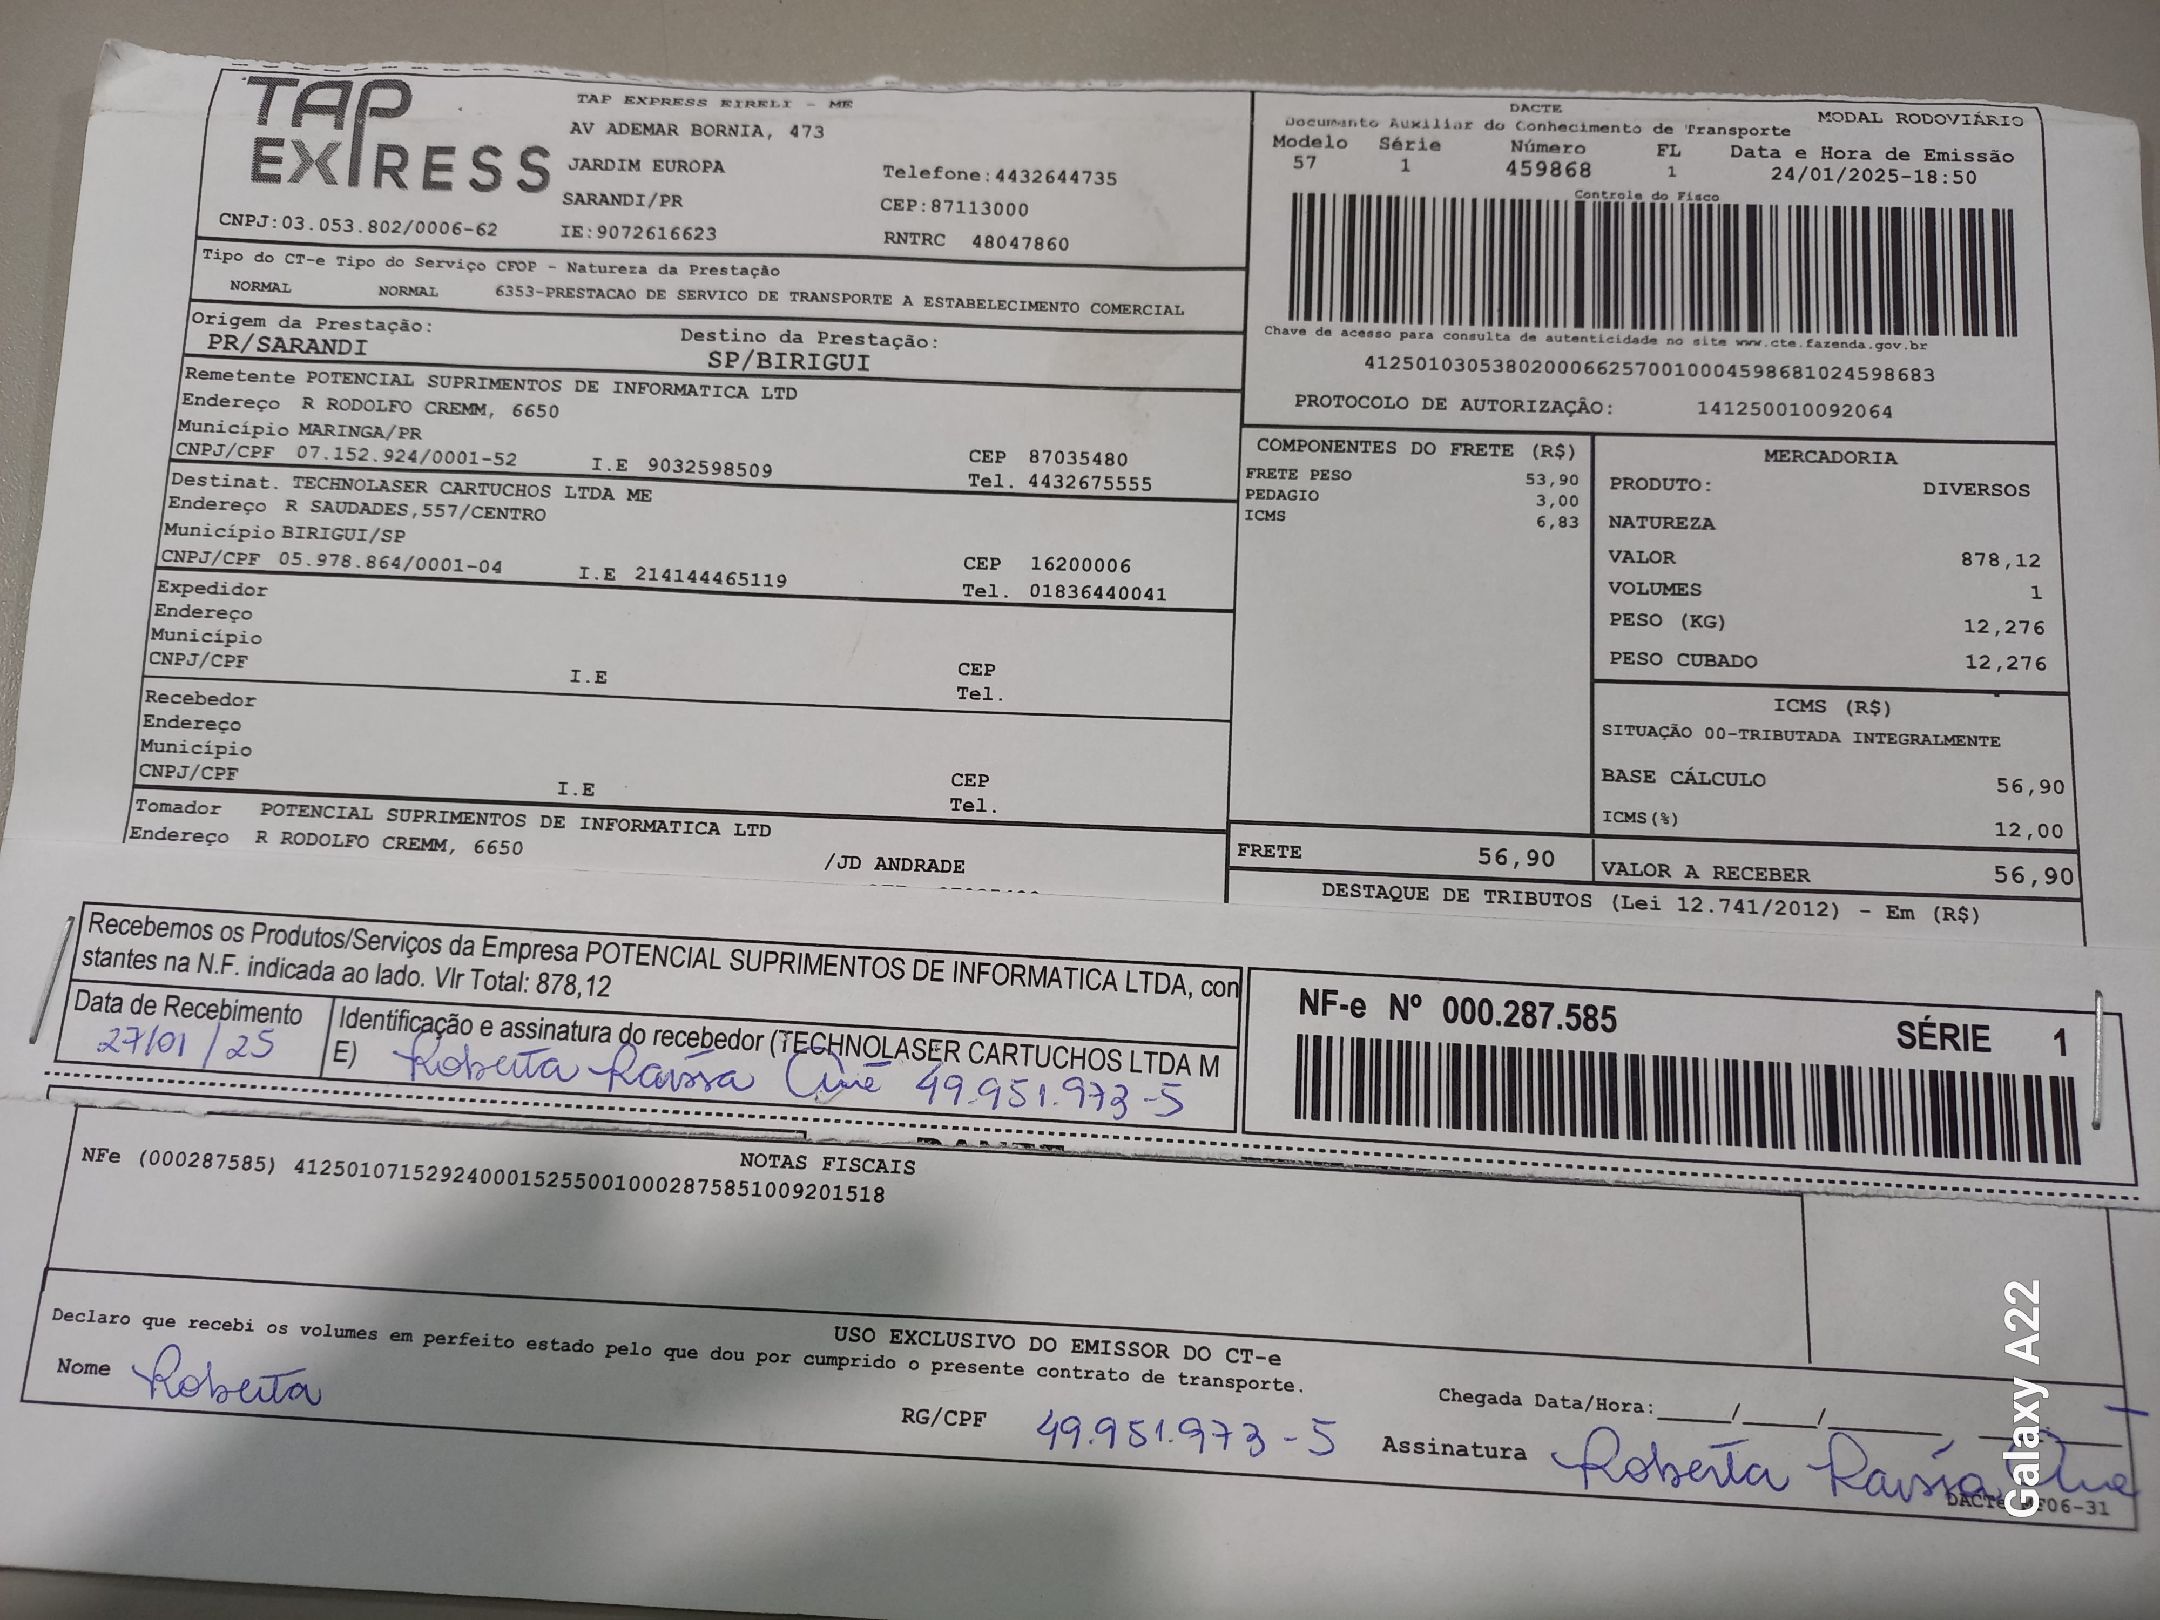 TAP EXPRESS
TAP EXPRESS EIRELI - ME
AV ADEMAR BORNIA, 473
JARDIM EUROPA
Telefone:4432644735
SARANDI/PR
CEP:87113000
CNPJ:03.053.802/0006-62
IE:9072616623
RNTRC 48047860
Tipo do CT-e Tipo do Serviço CFOP - Natureza da Prestação
NORMAL NORMAL 6353-PRESTACAO DE SERVICO DE TRANSPORTE A ESTABELECIMENTO COMERCIAL
Origem da Prestação: Destino da Prestação:
PR/SARANDI SP/BIRIGUI
Remetente POTENCIAL SUPRIMENTOS DE INFORMATICA LTD
Endereço R RODOLFO CREMM, 6650
Município MARINGA/PR
CEP 87035480
CNPJ/CPF 07.152.924/0001-52 I.E 9032598509 Tel. 4432675555
Destinat. TECHNOLASER CARTUCHOS LTDA ME
Endereço R SAUDADES,557/CENTRO
Município BIRIGUI/SP
CEP 16200006
CNPJ/CPF 05.978.864/0001-04 I.E 214144465119 Tel. 01836440041
Expedidor
Endereço
Município
CEP
CNPJ/CPF I.E Tel.
Recebedor
Endereço
Município
CEP
CNPJ/CPF I.E Tel.
Tomador POTENCIAL SUPRIMENTOS DE INFORMATICA LTD
Endereço R RODOLFO CREMM, 6650 /JD ANDRADE
DACTE MODAL RODOVIÁRIO
Documento Auxiliar do Conhecimento de Transporte
Modelo Série Número FL Data e Hora de Emissão
57 1 459868 1 24/01/2025-18:50
Controle do Fisco
Chave de acesso para consulta de autenticidade no site www.cte.fazenda.gov.br
41250103053802000662570010004598681024598683
PROTOCOLO DE AUTORIZAÇÃO: 141250010092064
COMPONENTES DO FRETE (R$)
FRETE PESO 53,90
PEDAGIO 3,00
ICMS 6,83
FRETE 56,90
MERCADORIA
PRODUTO: DIVERSOS
NATUREZA
VALOR 878,12
VOLUMES 1
PESO (KG) 12,276
PESO CUBADO 12,276
ICMS (R$)
SITUAÇÃO 00-TRIBUTADA INTEGRALMENTE
BASE CÁLCULO 56,90
ICMS(%) 12,00
VALOR A RECEBER 56,90
DESTAQUE DE TRIBUTOS (Lei 12.741/2012) - Em (R$)
Recebemos os Produtos/Serviços da Empresa POTENCIAL SUPRIMENTOS DE INFORMATICA LTDA, con
stantes na N.F. indicada ao lado. Vlr Total: 878,12
Data de Recebimento
27/01/25
Identificação e assinatura do recebedor (TECHNOLASER CARTUCHOS LTDA M
E) Roberta Raissa 49.951.973-5
NF-e Nº 000.287.585
SÉRIE 1
NOTAS FISCAIS
NFe (000287585) 41250107152924000152550010002875851009201518
USO EXCLUSIVO DO EMISSOR DO CT-e
Declaro que recebi os volumes em perfeito estado pelo que dou por cumprido o presente contrato de transporte.
Nome Roberta
RG/CPF 49.951.973-5
Chegada Data/Hora:____/____/______ ______
Assinatura Roberta Raissa
Galaxy A22